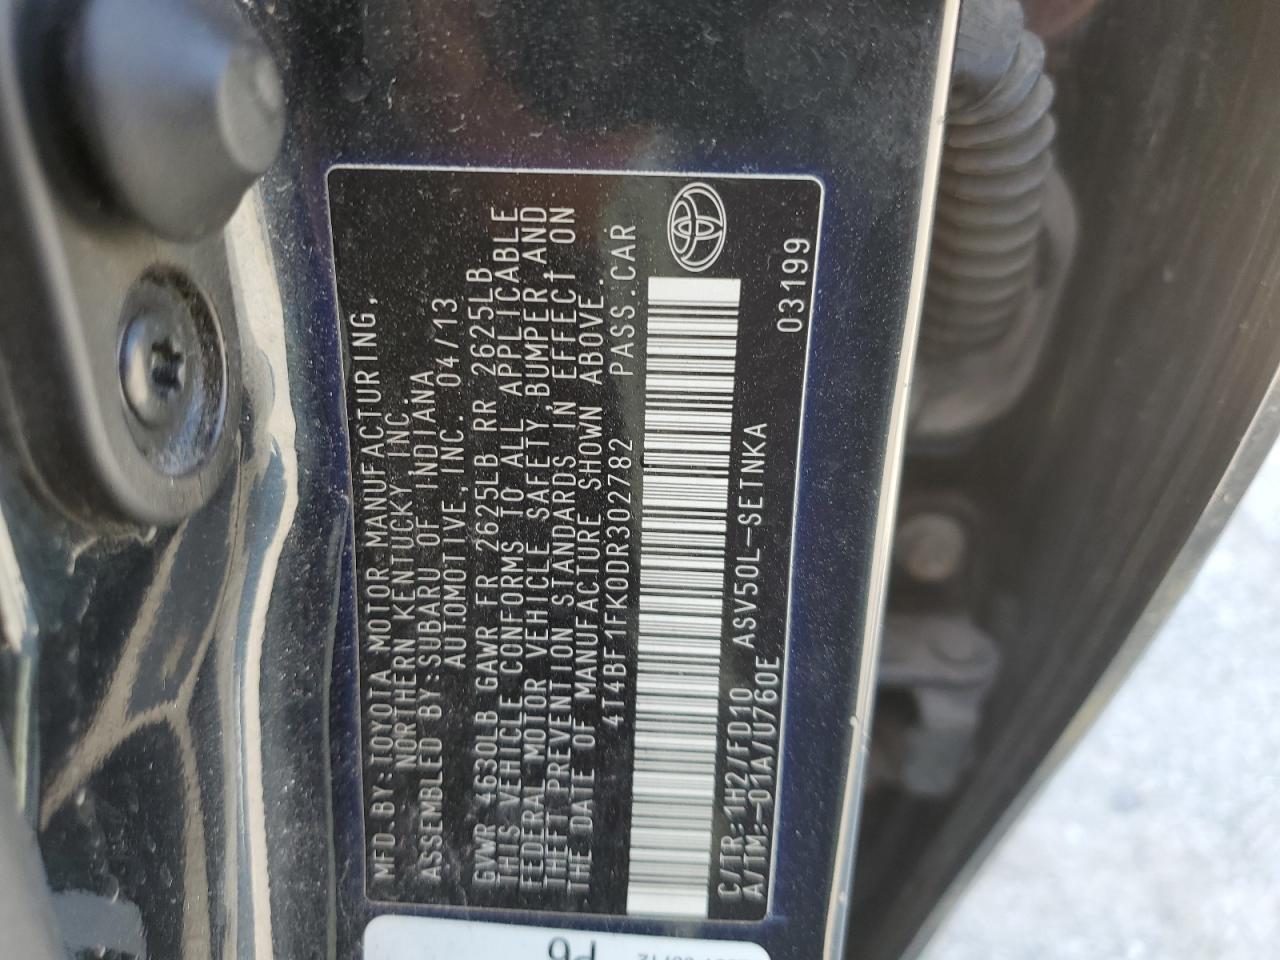 MFD.BY:TOYOTA MOTOR MANUFACTURING,
NORTHERN KENTUCKY INC.
ASSEMBLED BY:SUBARU OF INDIANA
AUTOMOTIVE,INC. 04/13
GVWR 4630LB GAWR FR 2625LB RR 2625LB
THIS VEHICLE CONFORMS TO ALL APPLICABLE
FEDERAL MOTOR VEHICLE SAFETY,BUMPER,AND
THEFT PREVENTION STANDARDS IN EFFECT ON
THE DATE OF MANUFACTURE SHOWN ABOVE.
4T4BF1FK0DR302782 PASS.CAR
C/TR:1H2/FD10 ASV50L-SETNKA
A/TM:-01A/U760E 03199
P6